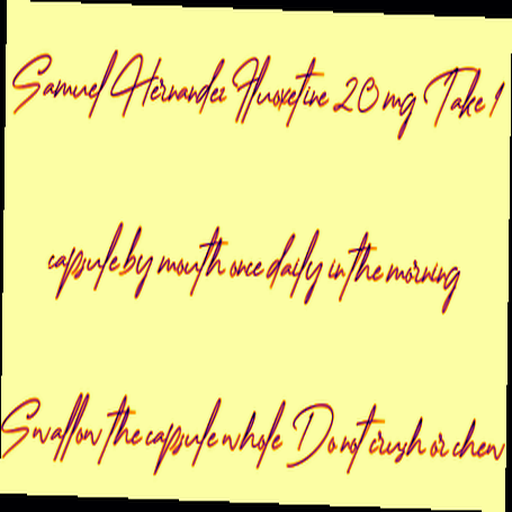 Samuel Hernandez Fluoxetine 20 mg Take 1
capsule by mouth once daily in the morning
Swallow the capsule whole Do not crush or chew